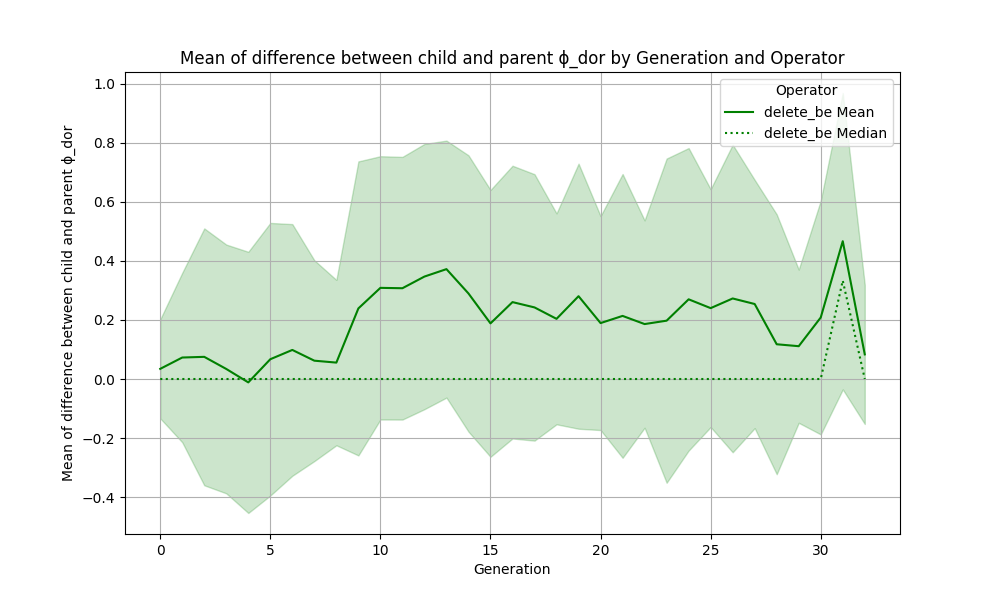 Mean of difference between child and parent ϕ_dor by Generation and Operator
Mean of difference between child and parent ϕ_dor
1.0
0.8
0.6
0.4
0.2
0.0
−0.2
−0.4
Operator
delete_be Mean
delete_be Median
0 5 10 15 20 25 30
Generation